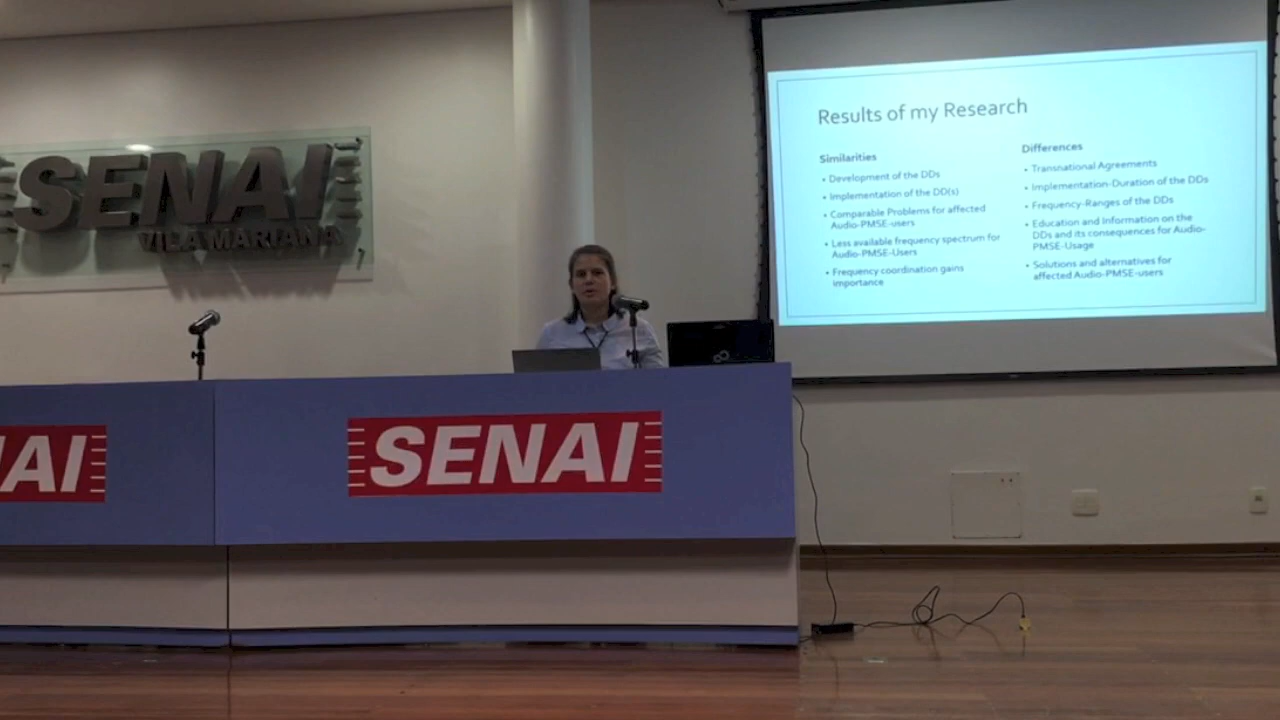 SENAI
VILA MARIANA
Results of my Research
Similarities
• Development of the DDs
• Implementation of the DD(s)
• Comparable Problems for affected
Audio-PMSE-users
• Less available frequency spectrum for
Audio-PMSE-Users
• Frequency coordination gains
importance
Differences
• Transnational Agreements
• Implementation-Duration of the DDs
• Frequency-Ranges of the DDs
• Education and Information on the
DDs and its consequences for Audio-
PMSE-Usage
• Solutions and alternatives for
affected Audio-PMSE-users
NAI
SENAI